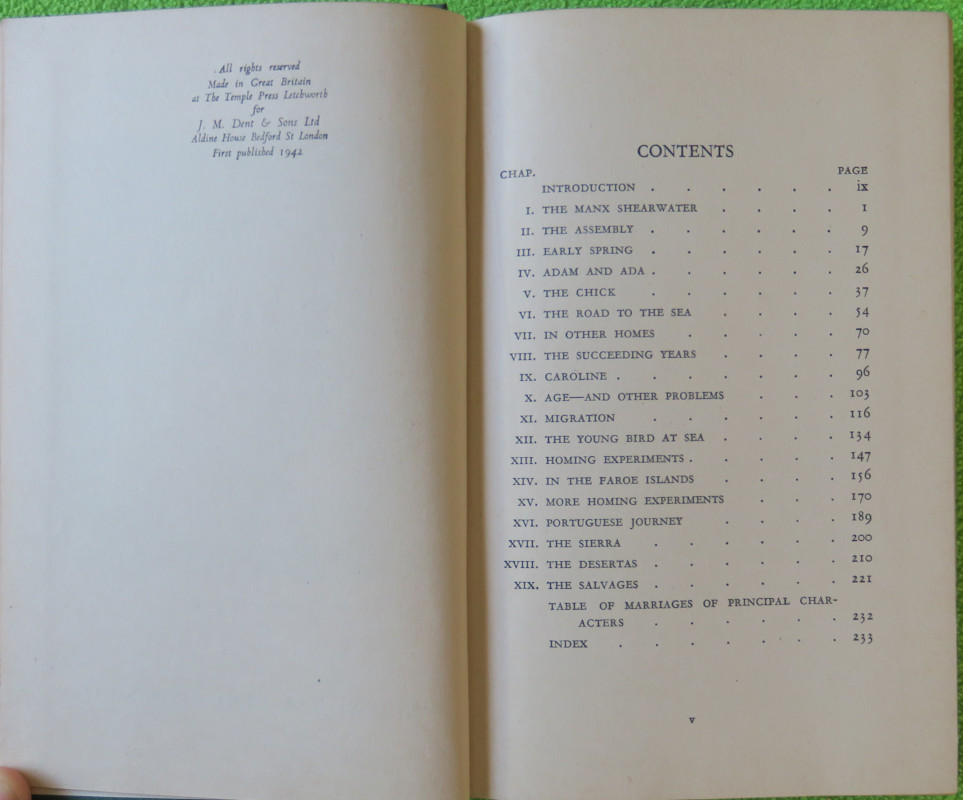 All rights reserved
Made in Great Britain
at The Temple Press Letchworth
for
J. M. Dent & Sons Ltd
Aldine House Bedford St London
First published 1942
CONTENTS
CHAP. PAGE
INTRODUCTION . . . . . . ix
I. THE MANX SHEARWATER . . . . 1
II. THE ASSEMBLY . . . . . . 9
III. EARLY SPRING . . . . . . 17
IV. ADAM AND ADA . . . . . . 26
V. THE CHICK . . . . . . 37
VI. THE ROAD TO THE SEA . . . . 54
VII. IN OTHER HOMES . . . . . 70
VIII. THE SUCCEEDING YEARS . . . . 77
IX. CAROLINE . . . . . . . 96
X. AGE—AND OTHER PROBLEMS . . . 103
XI. MIGRATION . . . . . . 116
XII. THE YOUNG BIRD AT SEA . . . . 134
XIII. HOMING EXPERIMENTS . . . . . 147
XIV. IN THE FAROE ISLANDS . . . . 156
XV. MORE HOMING EXPERIMENTS . . . 170
XVI. PORTUGUESE JOURNEY . . . . 189
XVII. THE SIERRA . . . . . . 200
XVIII. THE DESERTAS . . . . . . 210
XIX. THE SALVAGES . . . . . . 221
TABLE OF MARRIAGES OF PRINCIPAL CHAR-
ACTERS . . . . . . 232
INDEX . . . . . . . 233
v